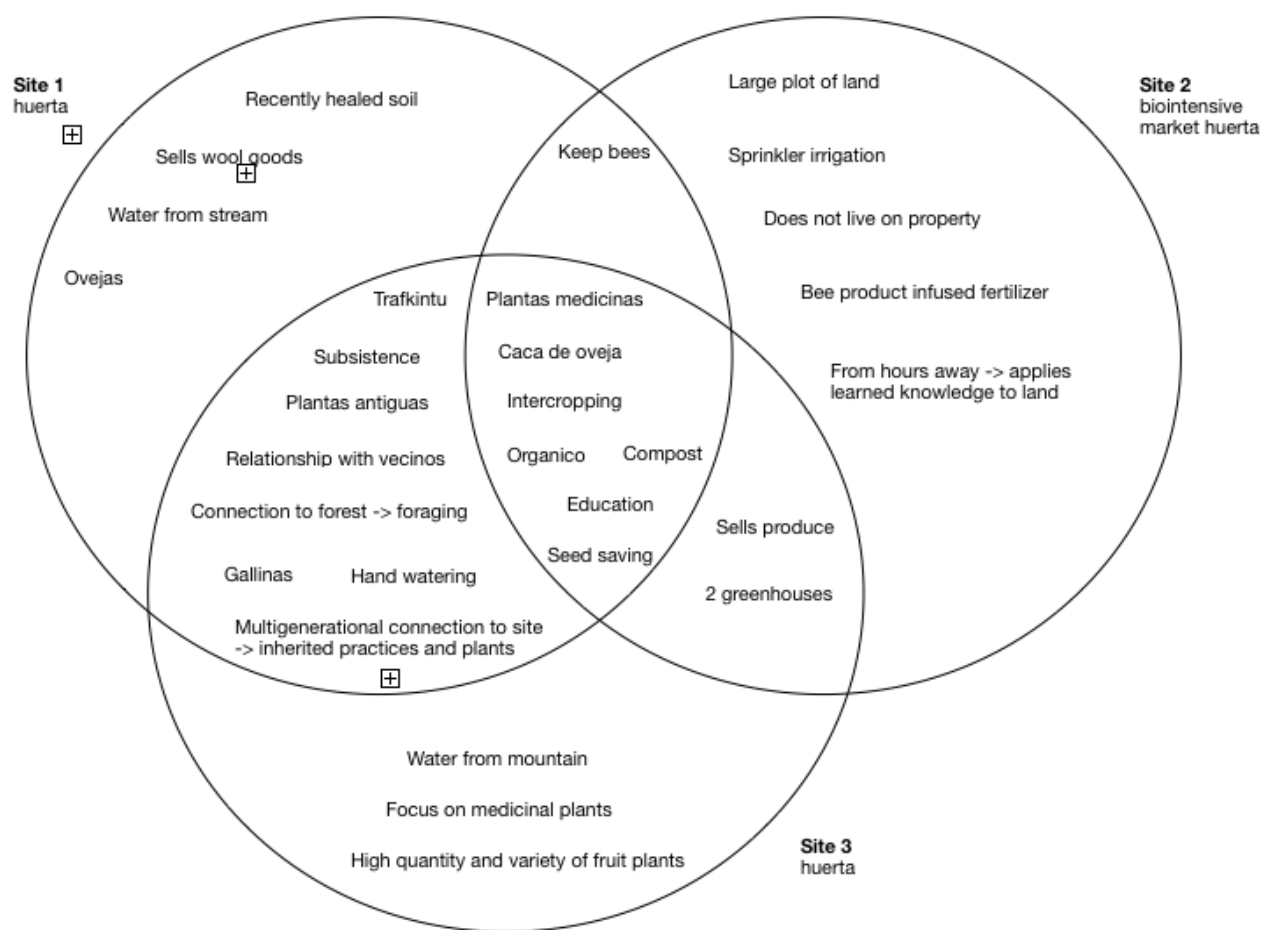 Site 1
huerta
Recently healed soil
Sells wool goods
Water from stream
Ovejas
Keep bees
Large plot of land
Sprinkler irrigation
Does not live on property
Bee product infused fertilizer
From hours away -> applies
learned knowledge to land
Site 2
biointensive
market huerta
Trafkintu
Subsistence
Plantas antiguas
Relationship with vecinos
Connection to forest -> foraging
Gallinas
Hand watering
Multigenerational connection to site
-> inherited practices and plants
Plantas medicinas
Caca de oveja
Intercropping
Organico
Compost
Education
Seed saving
Sells produce
2 greenhouses
Water from mountain
Focus on medicinal plants
High quantity and variety of fruit plants
Site 3
huerta